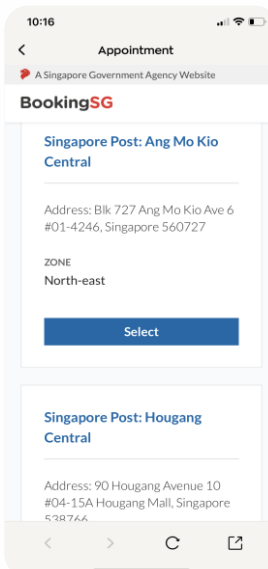 10:16
Appointment
A Singapore Government Agency Website
BookingSG
Singapore Post: Ang Mo Kio
Central
Address: Blk 727 Ang Mo Kio Ave 6
#01-4246, Singapore 560727
ZONE
North-east
Select
Singapore Post: Hougang
Central
Address: 90 Hougang Avenue 10
#04-15A Hougang Mall, Singapore
538766